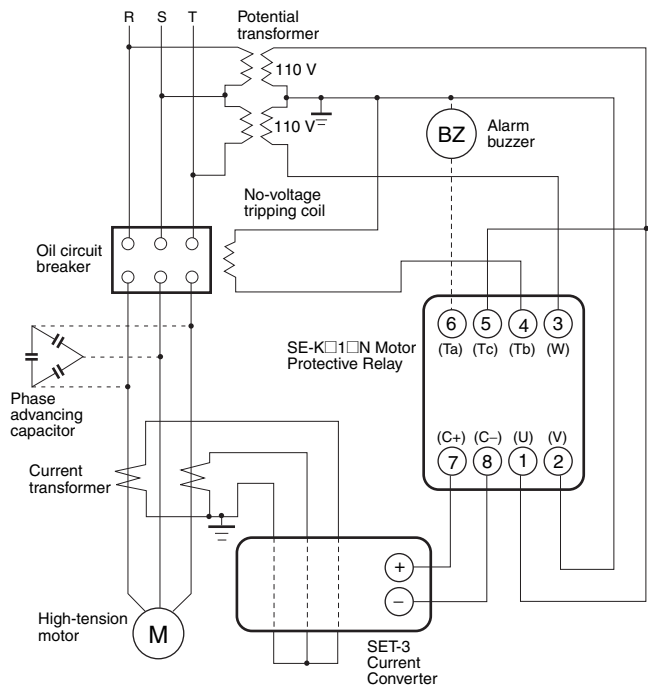 R S T
Potential
transformer
110 V
110 V
BZ
Alarm
buzzer
No-voltage
tripping coil
Oil circuit
breaker
6 5 4 3
(Ta) (Tc) (Tb) (W)
SE-K□1□N Motor
Protective Relay
Phase
advancing
capacitor
(C+) (C−) (U) (V)
7 8 1 2
Current
transformer
+
−
High-tension
motor
M
SET-3
Current
Converter